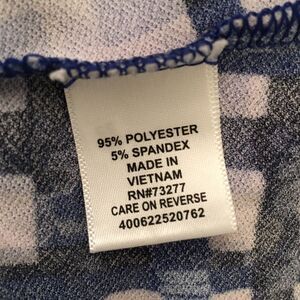 95% POLYESTER
5% SPANDEX
MADE IN
VIETNAM
RN#73277
CARE ON REVERSE
400622520762